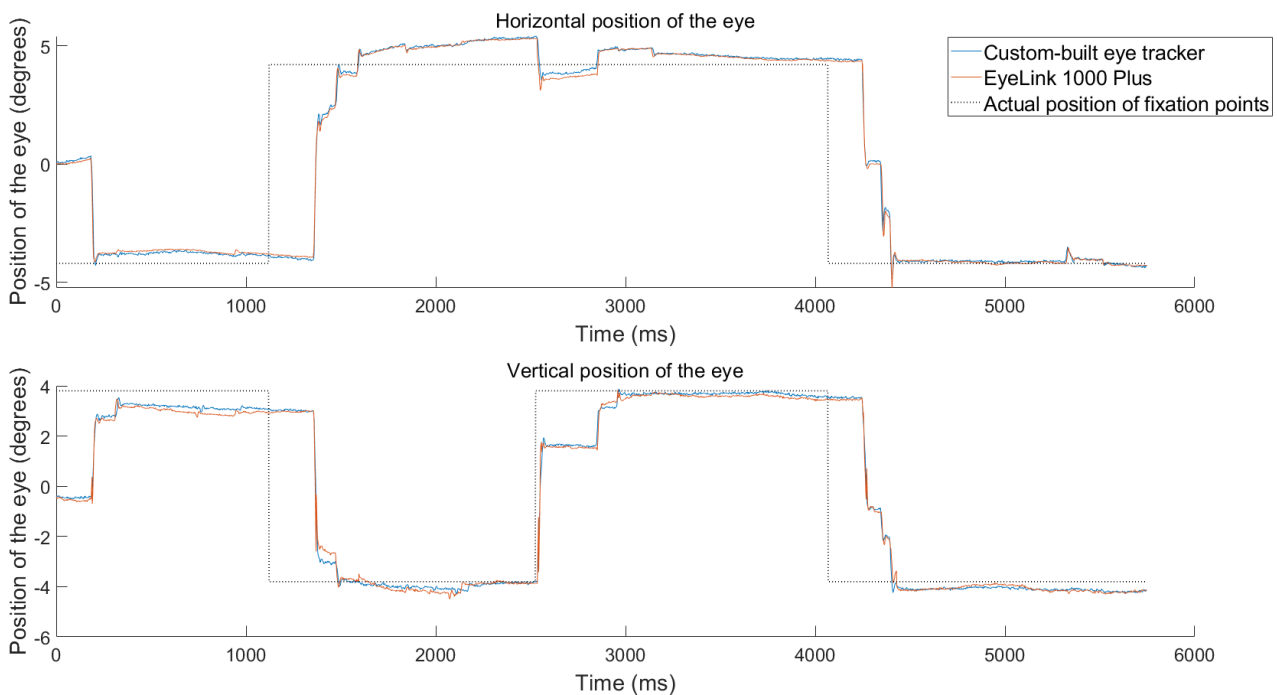 Horizontal position of the eye
Position of the eye (degrees)
5
0
-5
0 1000 2000 3000 4000 5000 6000
Time (ms)
Custom-built eye tracker
EyeLink 1000 Plus
Actual position of fixation points
Vertical position of the eye
Position of the eye (degrees)
4
2
0
-2
-4
-6
0 1000 2000 3000 4000 5000 6000
Time (ms)